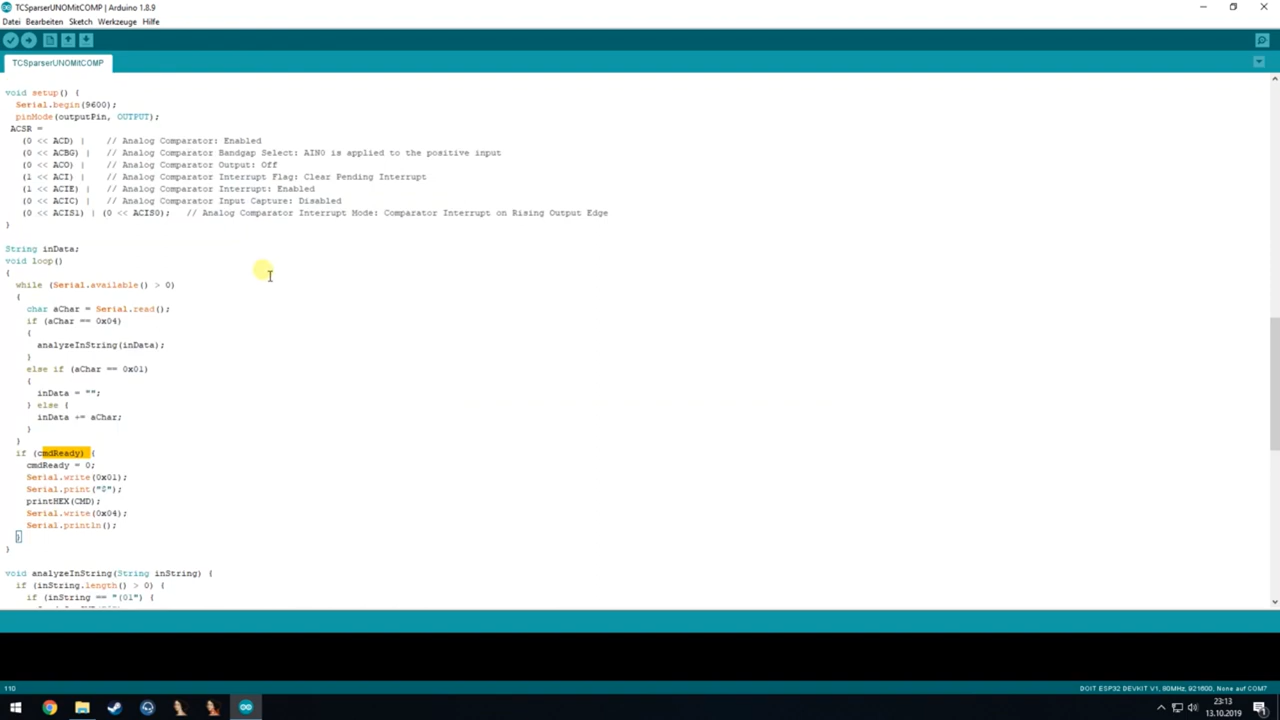 TCSparserUNOMitCOMP | Arduino 1.8.9
Datei Bearbeiten Sketch Werkzeuge Hilfe
TCSparserUNOMitCOMP
void setup() {
Serial.begin(9600);
pinMode(outputPin, OUTPUT);
ACSR =
(0 << ACD) | // Analog Comparator: Enabled
(0 << ACBG) | // Analog Comparator Bandgap Select: AIN0 is applied to the positive input
(0 << ACO) | // Analog Comparator Output: Off
(1 << ACI) | // Analog Comparator Interrupt Flag: Clear Pending Interrupt
(1 << ACIE) | // Analog Comparator Interrupt: Enabled
(0 << ACIC) | // Analog Comparator Input Capture: Disabled
(0 << ACIS1) | (0 << ACIS0); // Analog Comparator Interrupt Mode: Comparator Interrupt on Rising Output Edge
}
String inData;
void loop()
{
while (Serial.available() > 0)
{
char aChar = Serial.read();
if (aChar == 0x04)
{
analyzeInString(inData);
}
else if (aChar == 0x01)
{
inData = "";
} else {
inData += aChar;
}
}
if (cmdReady) {
cmdReady = 0;
Serial.write(0x01);
Serial.print("$");
printHEX(CMD);
Serial.write(0x04);
Serial.println();
}
}
void analyzeInString(String inString) {
if (inString.length() > 0) {
if (inString == "(01") {
110
DOIT ESP32 DEVKIT V1, 80MHz, 921600, None auf COM7
23:13
13.10.2019